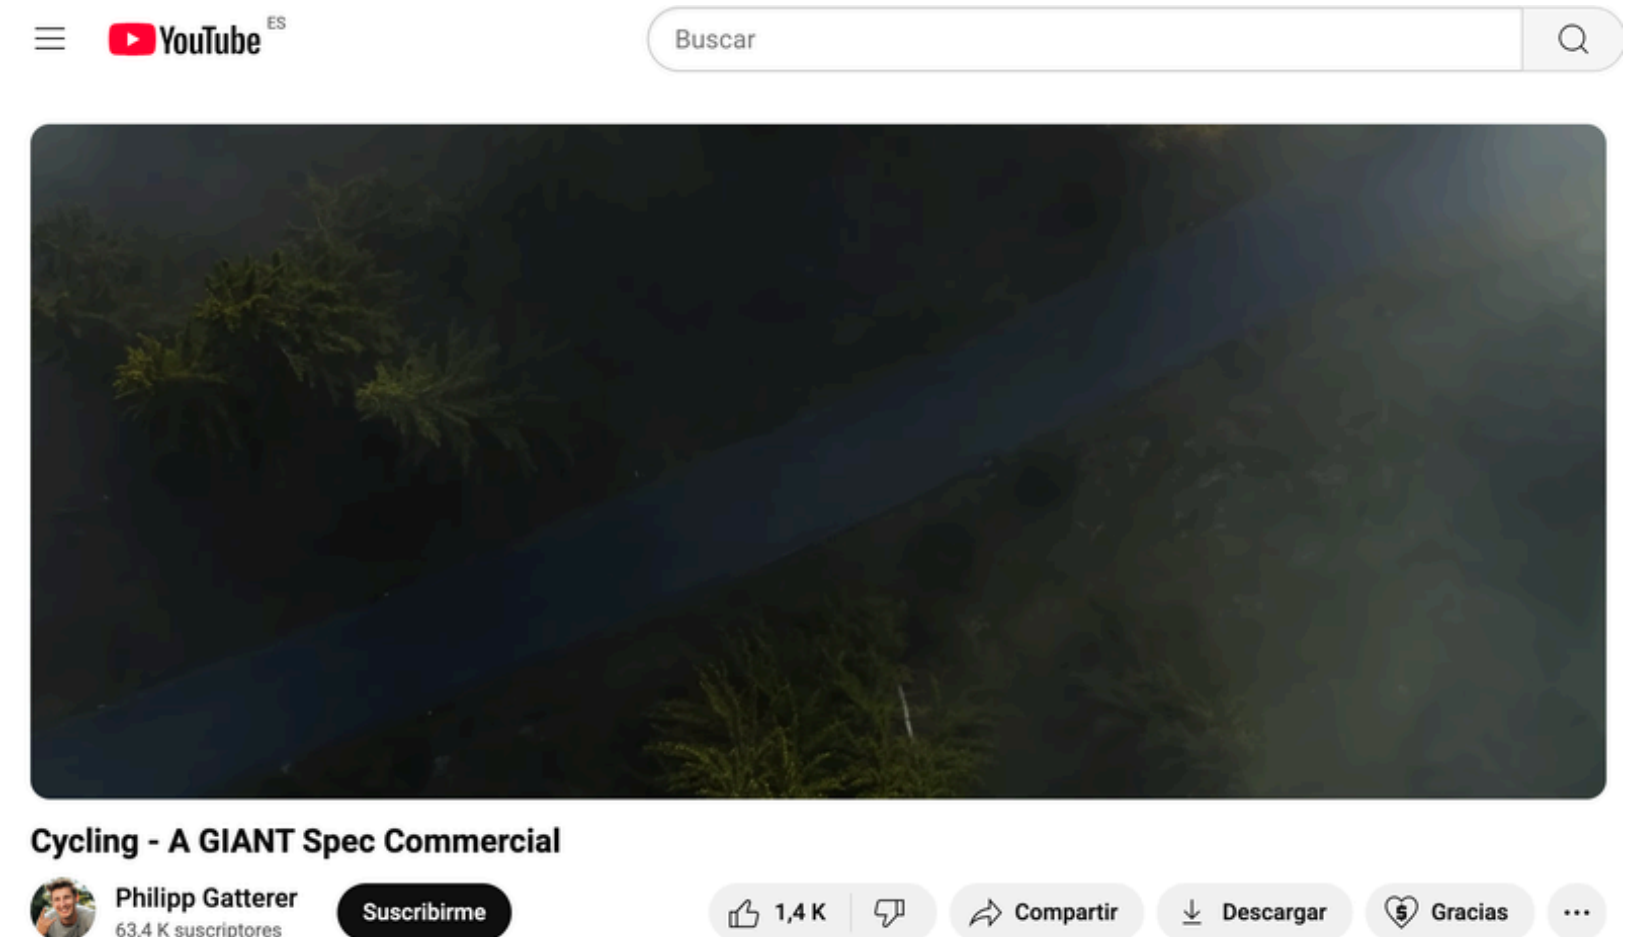 YouTube ES
Buscar
Cycling - A GIANT Spec Commercial
Philipp Gatterer
63,4 K suscriptores
Suscribirme
1,4 K
Compartir
Descargar
Gracias